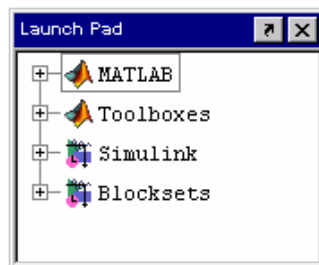 Launch Pad
MATLAB
Toolboxes
Simulink
Blocksets